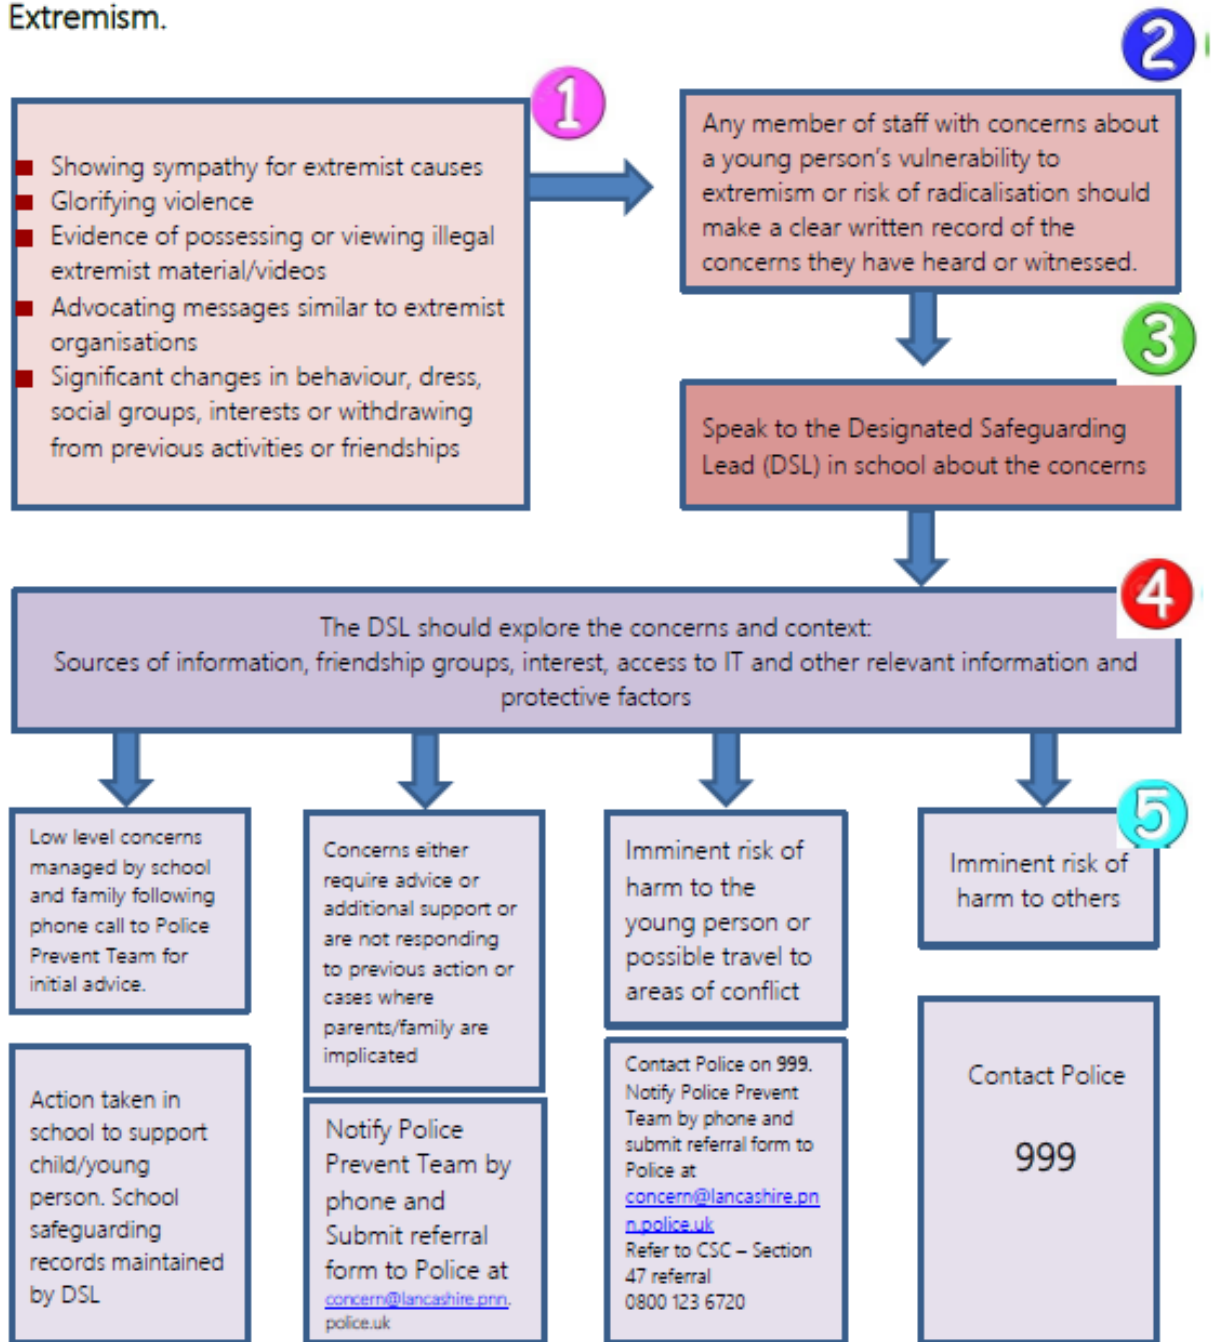 Extremism.
1
2
Showing sympathy for extremist causes
Glorifying violence
Evidence of possessing or viewing illegal
extremist material/videos
Advocating messages similar to extremist
organisations
Significant changes in behaviour, dress,
social groups, interests or withdrawing
from previous activities or friendships
Any member of staff with concerns about
a young person's vulnerability to
extremism or risk of radicalisation should
make a clear written record of the
concerns they have heard or witnessed.
3
Speak to the Designated Safeguarding
Lead (DSL) in school about the concerns
4
The DSL should explore the concerns and context:
Sources of information, friendship groups, interest, access to IT and other relevant information and
protective factors
5
Low level concerns
managed by school
and family following
phone call to Police
Prevent Team for
initial advice.
Action taken in
school to support
child/young
person. School
safeguarding
records maintained
by DSL
Concerns either
require advice or
additional support or
are not responding
to previous action or
cases where
parents/family are
implicated
Notify Police
Prevent Team by
phone and
Submit referral
form to Police at
concern@lancashire.pnn.
police.uk
Imminent risk of
harm to the
young person or
possible travel to
areas of conflict
Contact Police on 999.
Notify Police Prevent
Team by phone and
submit referral form to
Police at
concern@lancashire.pn
n.police.uk
Refer to CSC – Section
47 referral
0800 123 6720
Imminent risk of
harm to others
Contact Police
999